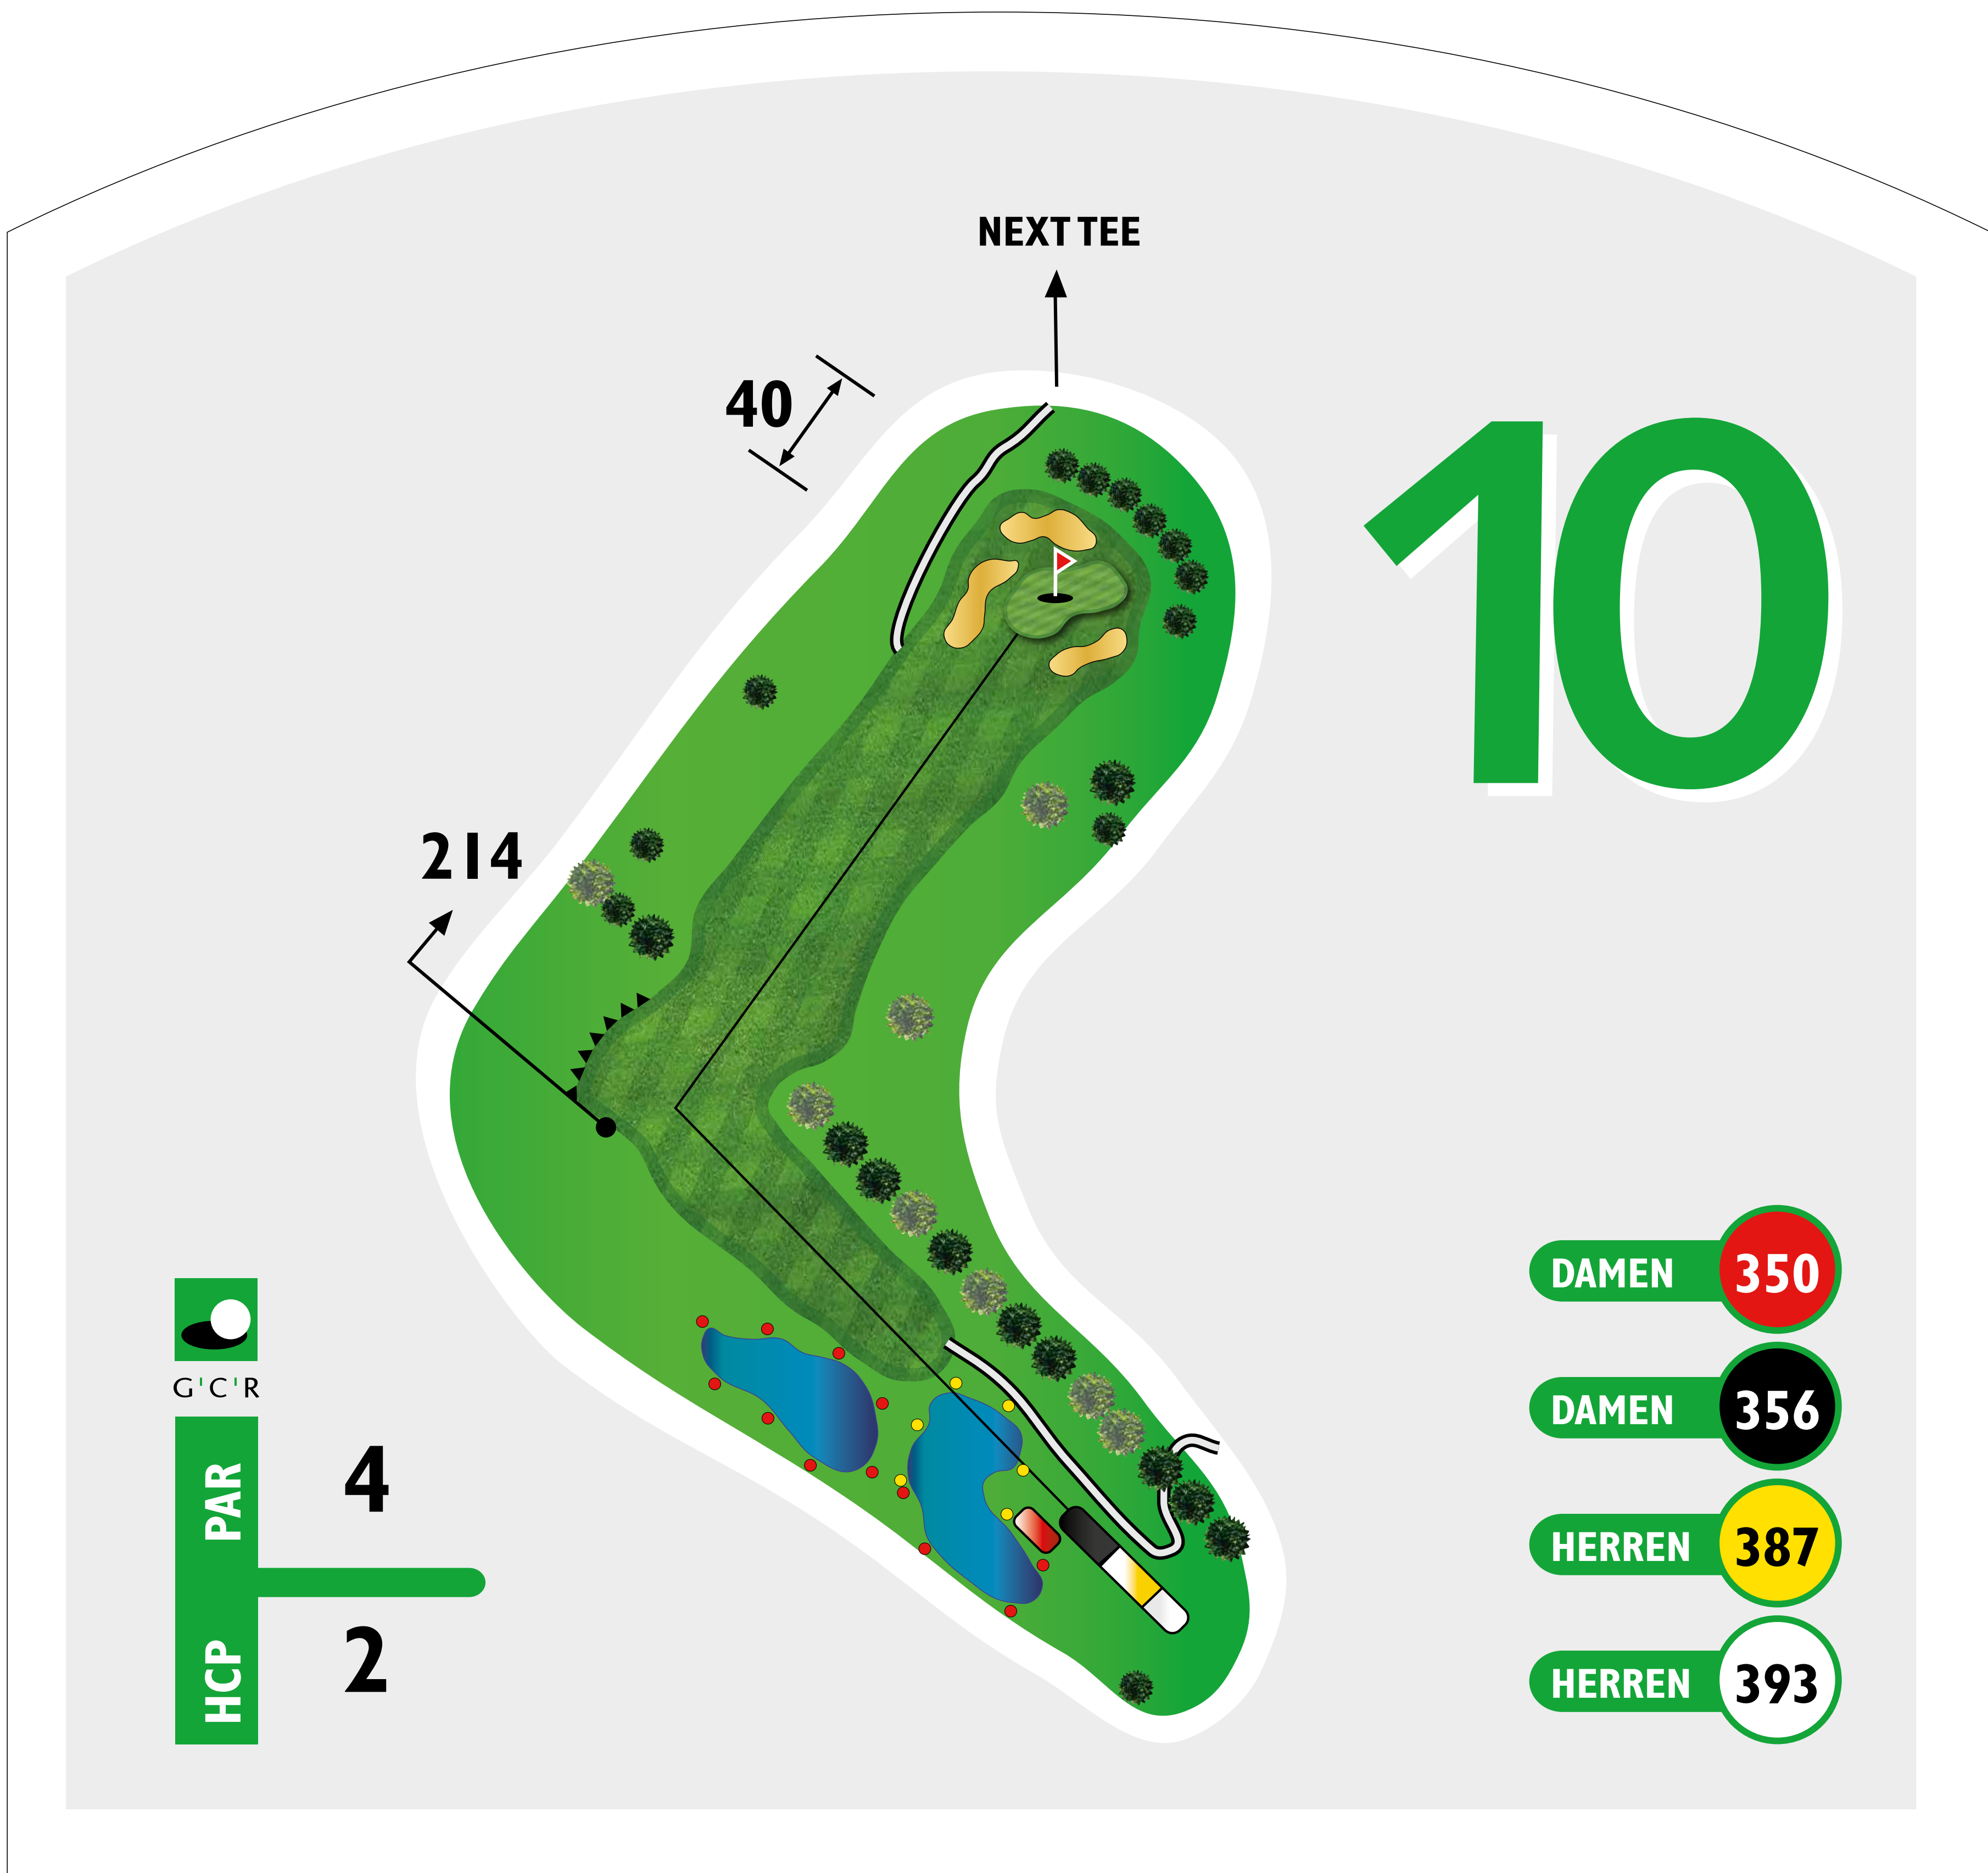 NEXT TEE
40
10
214
DAMEN 350
DAMEN 356
HERREN 387
HERREN 393
G'C'R
PAR 4
HCP 2